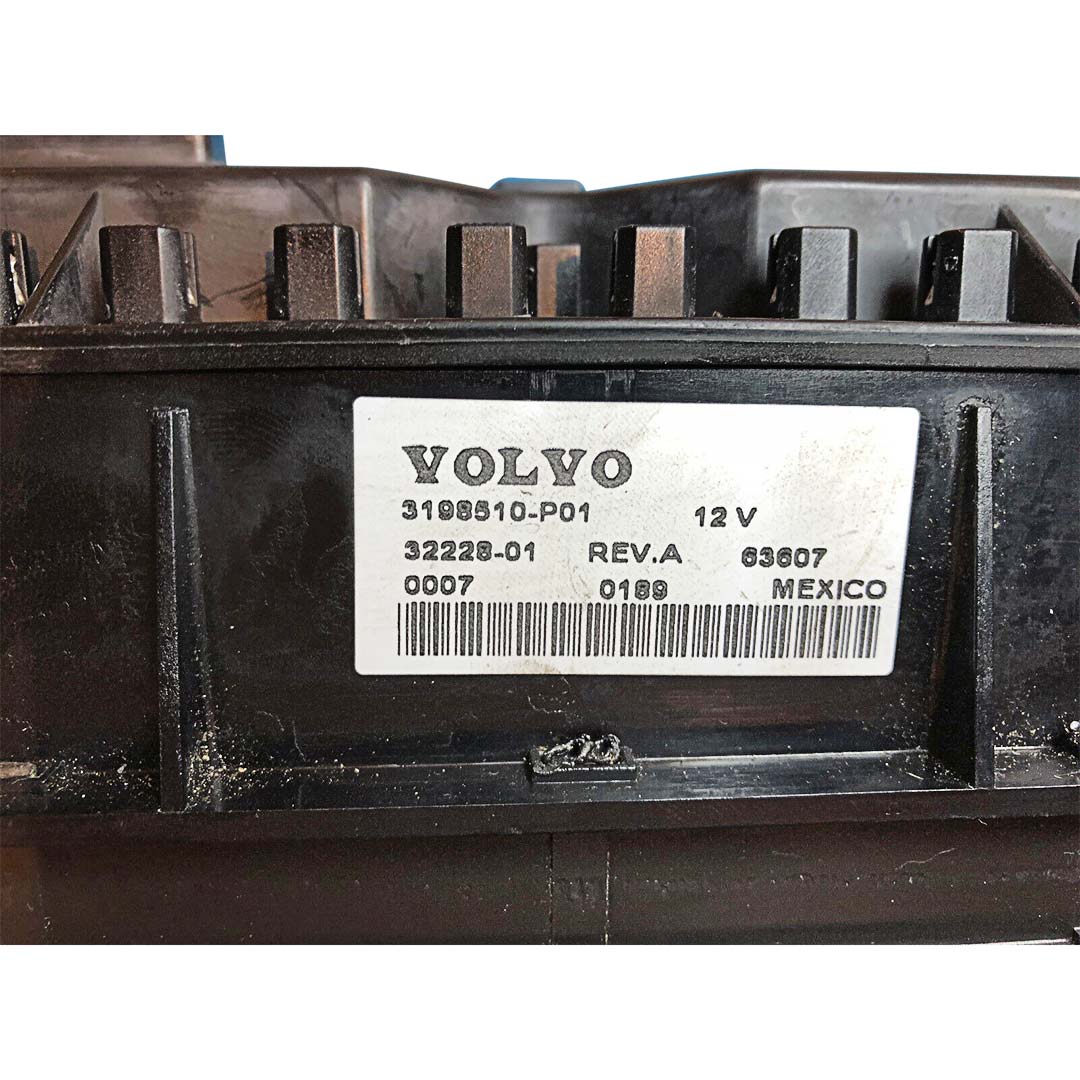 VOLVO
3198510-P01 12 V
32228-01 REV.A 63607
0007 0189 MEXICO